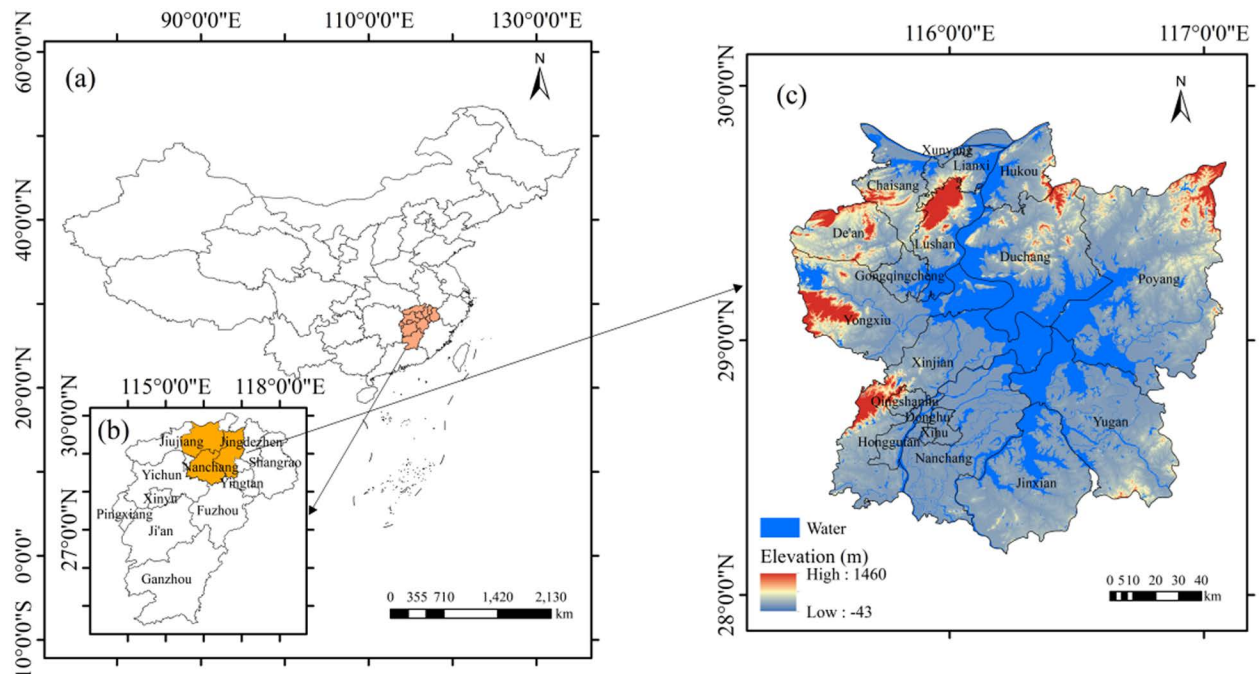 90°0'0"E 110°0'0"E 130°0'0"E
60°0'0"N
40°0'0"N
20°0'0"N
0°0'0"
10°0'0"S
(a)
N
0 355 710 1,420 2,130
km
115°0'0"E 118°0'0"E
30°0'0"N
27°0'0"N
(b)
Jiujiang
Jingdezhen
Nanchang
Shangrao
Yichun
Yingtan
Xinyu
Pingxiang
Fuzhou
Ji'an
Ganzhou
116°0'0"E 117°0'0"E
30°0'0"N
29°0'0"N
28°0'0"N
(c)
N
Xunyang
Lianxi
Hukou
Chaisang
De'an
Lushan
Duchang
Gongqingcheng
Poyang
Yongxiu
Xinjian
Qingshanhu
Donghu
Xihu
Yugan
Honggutan
Nanchang
Jinxian
Water
Elevation (m)
High : 1460
Low : -43
0 5 10 20 30 40
km